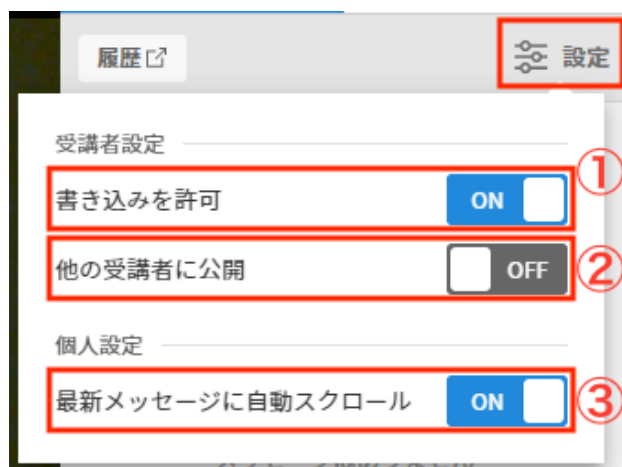 履歴
設定
受講者設定
①
書き込みを許可 ON
他の受講者に公開 OFF
②
個人設定
最新メッセージに自動スクロール ON
③